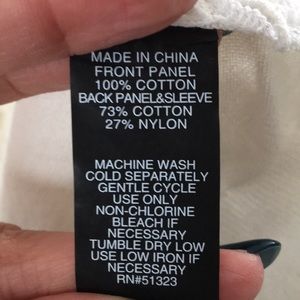 MADE IN CHINA
FRONT PANEL
100% COTTON
BACK PANEL&SLEEVE
73% COTTON
27% NYLON
MACHINE WASH
COLD SEPARATELY
GENTLE CYCLE
USE ONLY
NON-CHLORINE
BLEACH IF
NECESSARY
TUMBLE DRY LOW
USE LOW IRON IF
NECESSARY
RN#51323